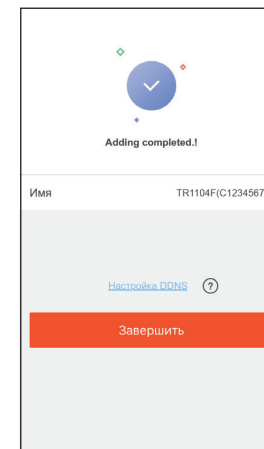 Adding completed.!
Имя
TR1104F(C1234567
Настройка DDNS ?
Завершить